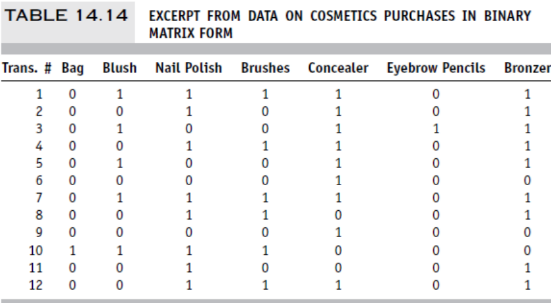 TABLE 14.14 EXCERPT FROM DATA ON COSMETICS PURCHASES IN BINARY
MATRIX FORM
Trans. # Bag Blush Nail Polish Brushes Concealer Eyebrow Pencils Bronzer
1 0 1 1 1 1 0 1
2 0 0 1 0 1 0 1
3 0 1 0 0 1 1 1
4 0 0 1 1 1 0 1
5 0 1 0 0 1 0 1
6 0 0 0 0 1 0 0
7 0 1 1 1 1 0 1
8 0 0 1 1 0 0 1
9 0 0 0 0 1 0 0
10 1 1 1 1 0 0 0
11 0 0 1 0 0 0 1
12 0 0 1 1 1 0 1